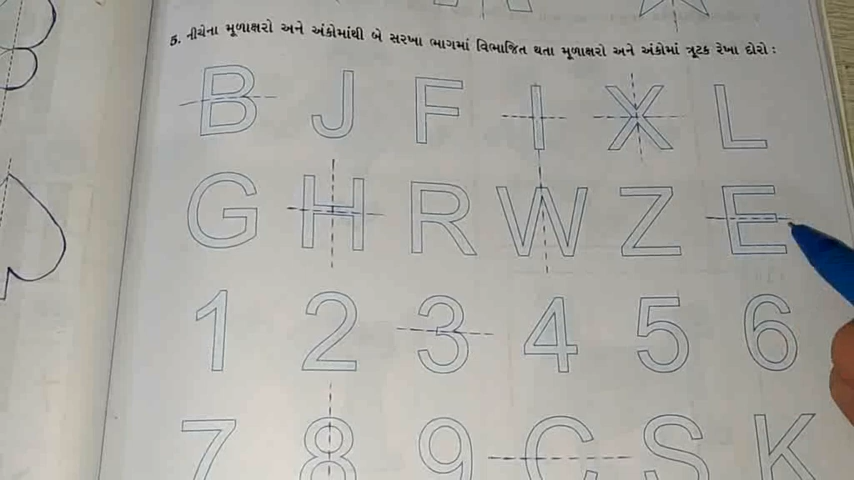 5. નીચેના મૂળાક્ષરો અને અંકોમાંથી બે સરખા ભાગમાં વિભાજિત થતા મૂળાક્ષરો અને અંકોમાં ત્રૂટક રેખા દોરો :
B J F I X L
G H R W Z E
1 2 3 4 5 6
7 8 9 C S K